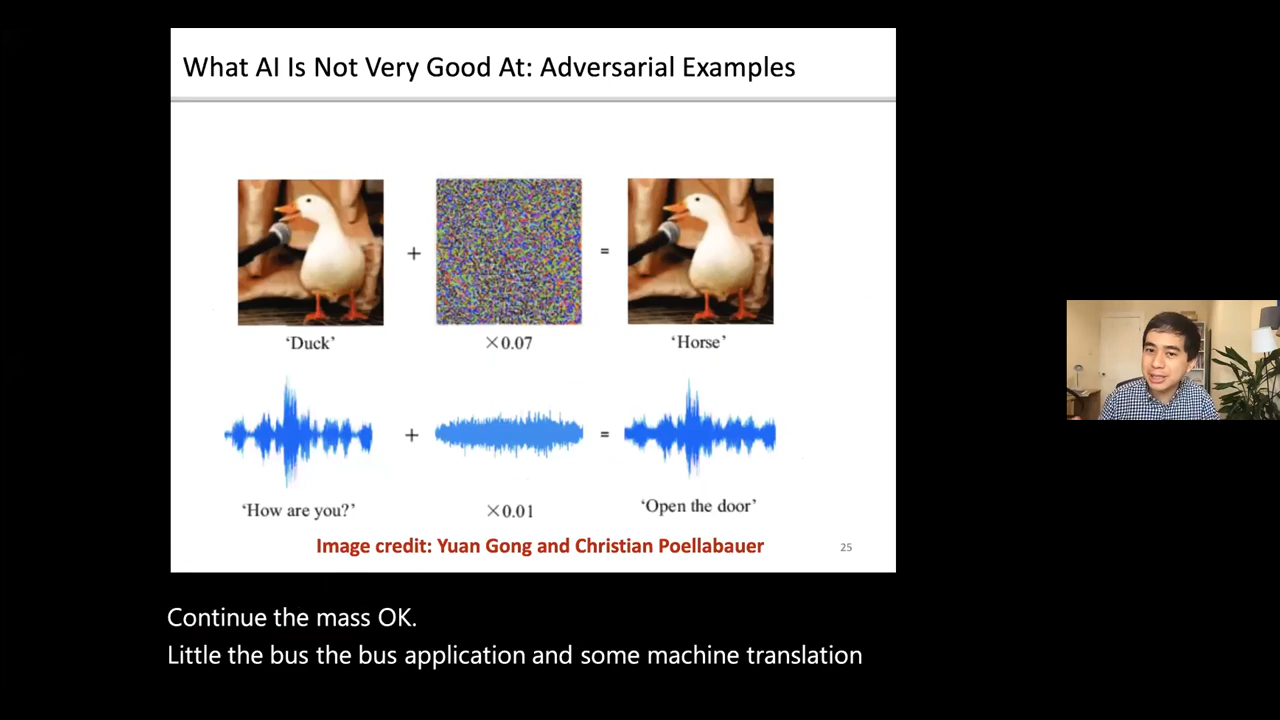 What AI Is Not Very Good At: Adversarial Examples
+
=
‘Duck’
×0.07
‘Horse’
+
=
‘How are you?’
×0.01
‘Open the door’
Image credit: Yuan Gong and Christian Poellabauer
25
Continue the mass OK.
Little the bus the bus application and some machine translation